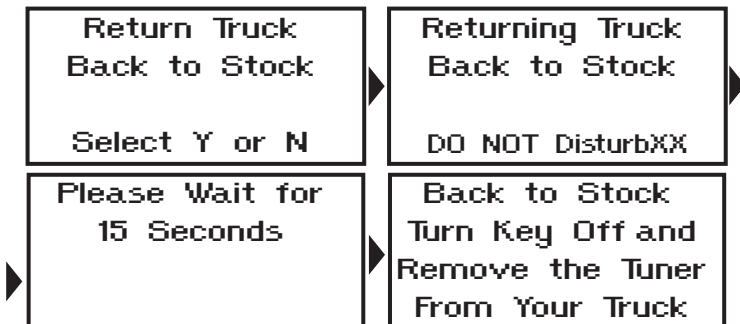 Return Truck
Back to Stock
Select Y or N
Returning Truck
Back to Stock
DO NOT DisturbXX
Please Wait for
15 Seconds
Back to Stock
Turn Key Off and
Remove the Tuner
From Your Truck